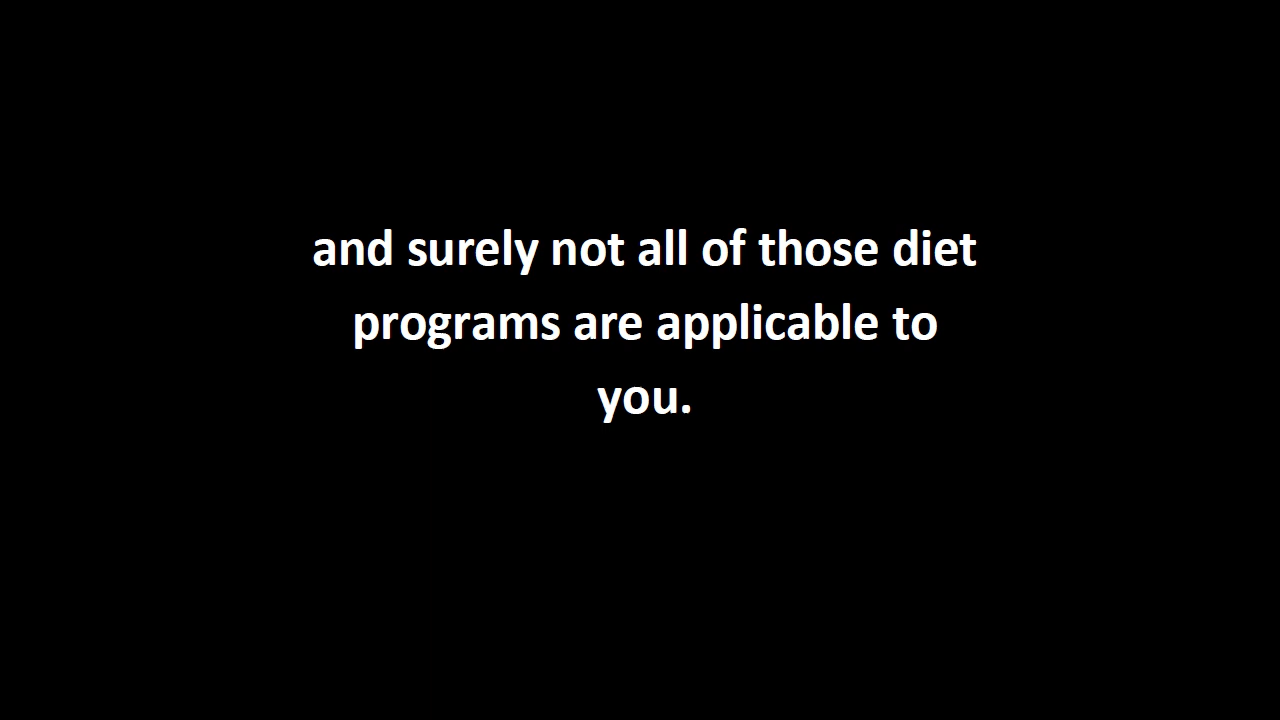 and surely not all of those diet
programs are applicable to
you.